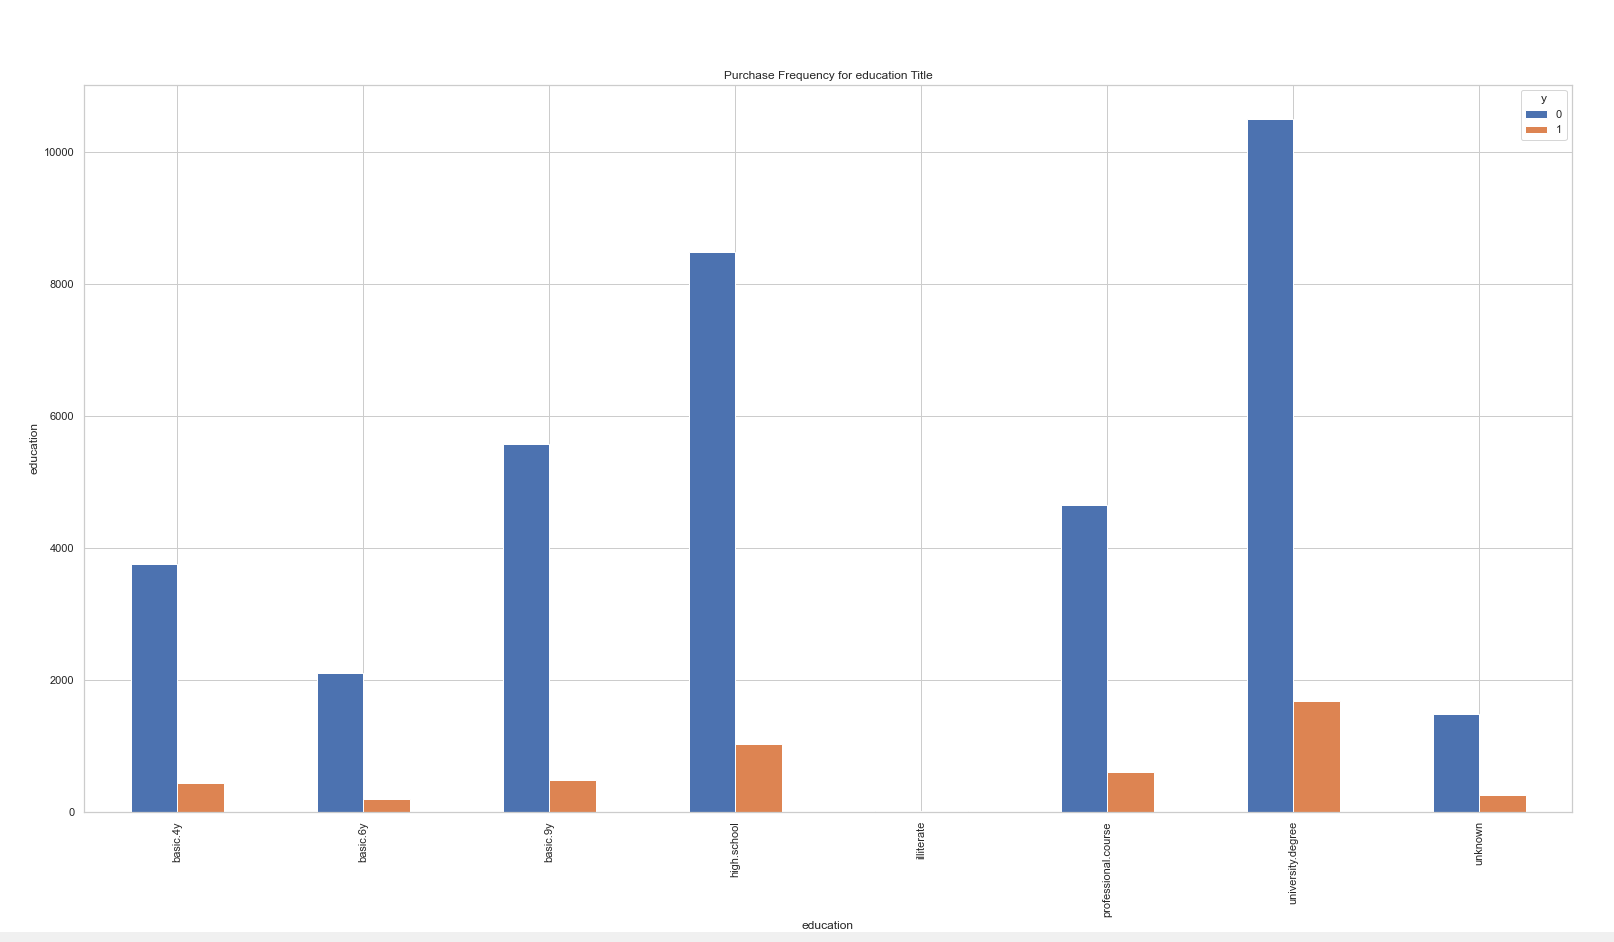 Purchase Frequency for education Title
y
0
1
10000
8000
6000
4000
2000
0
education
basic.4y
basic.6y
basic.9y
high.school
illiterate
professional.course
university.degree
unknown
education